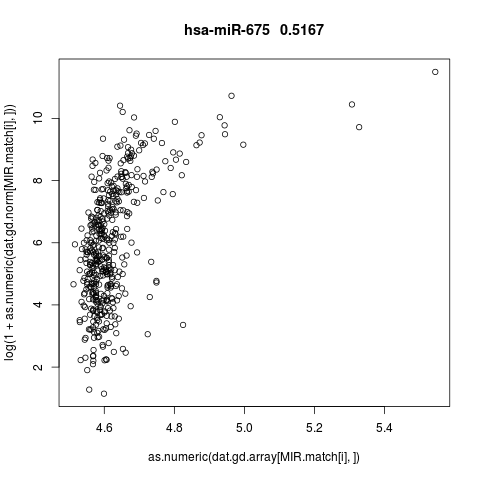 hsa-miR-675 0.5167
log(1 + as.numeric(dat.gd.norm[MIR.match[i], ]))
10
8
6
4
2
4.6 4.8 5.0 5.2 5.4
as.numeric(dat.gd.array[MIR.match[i], ])